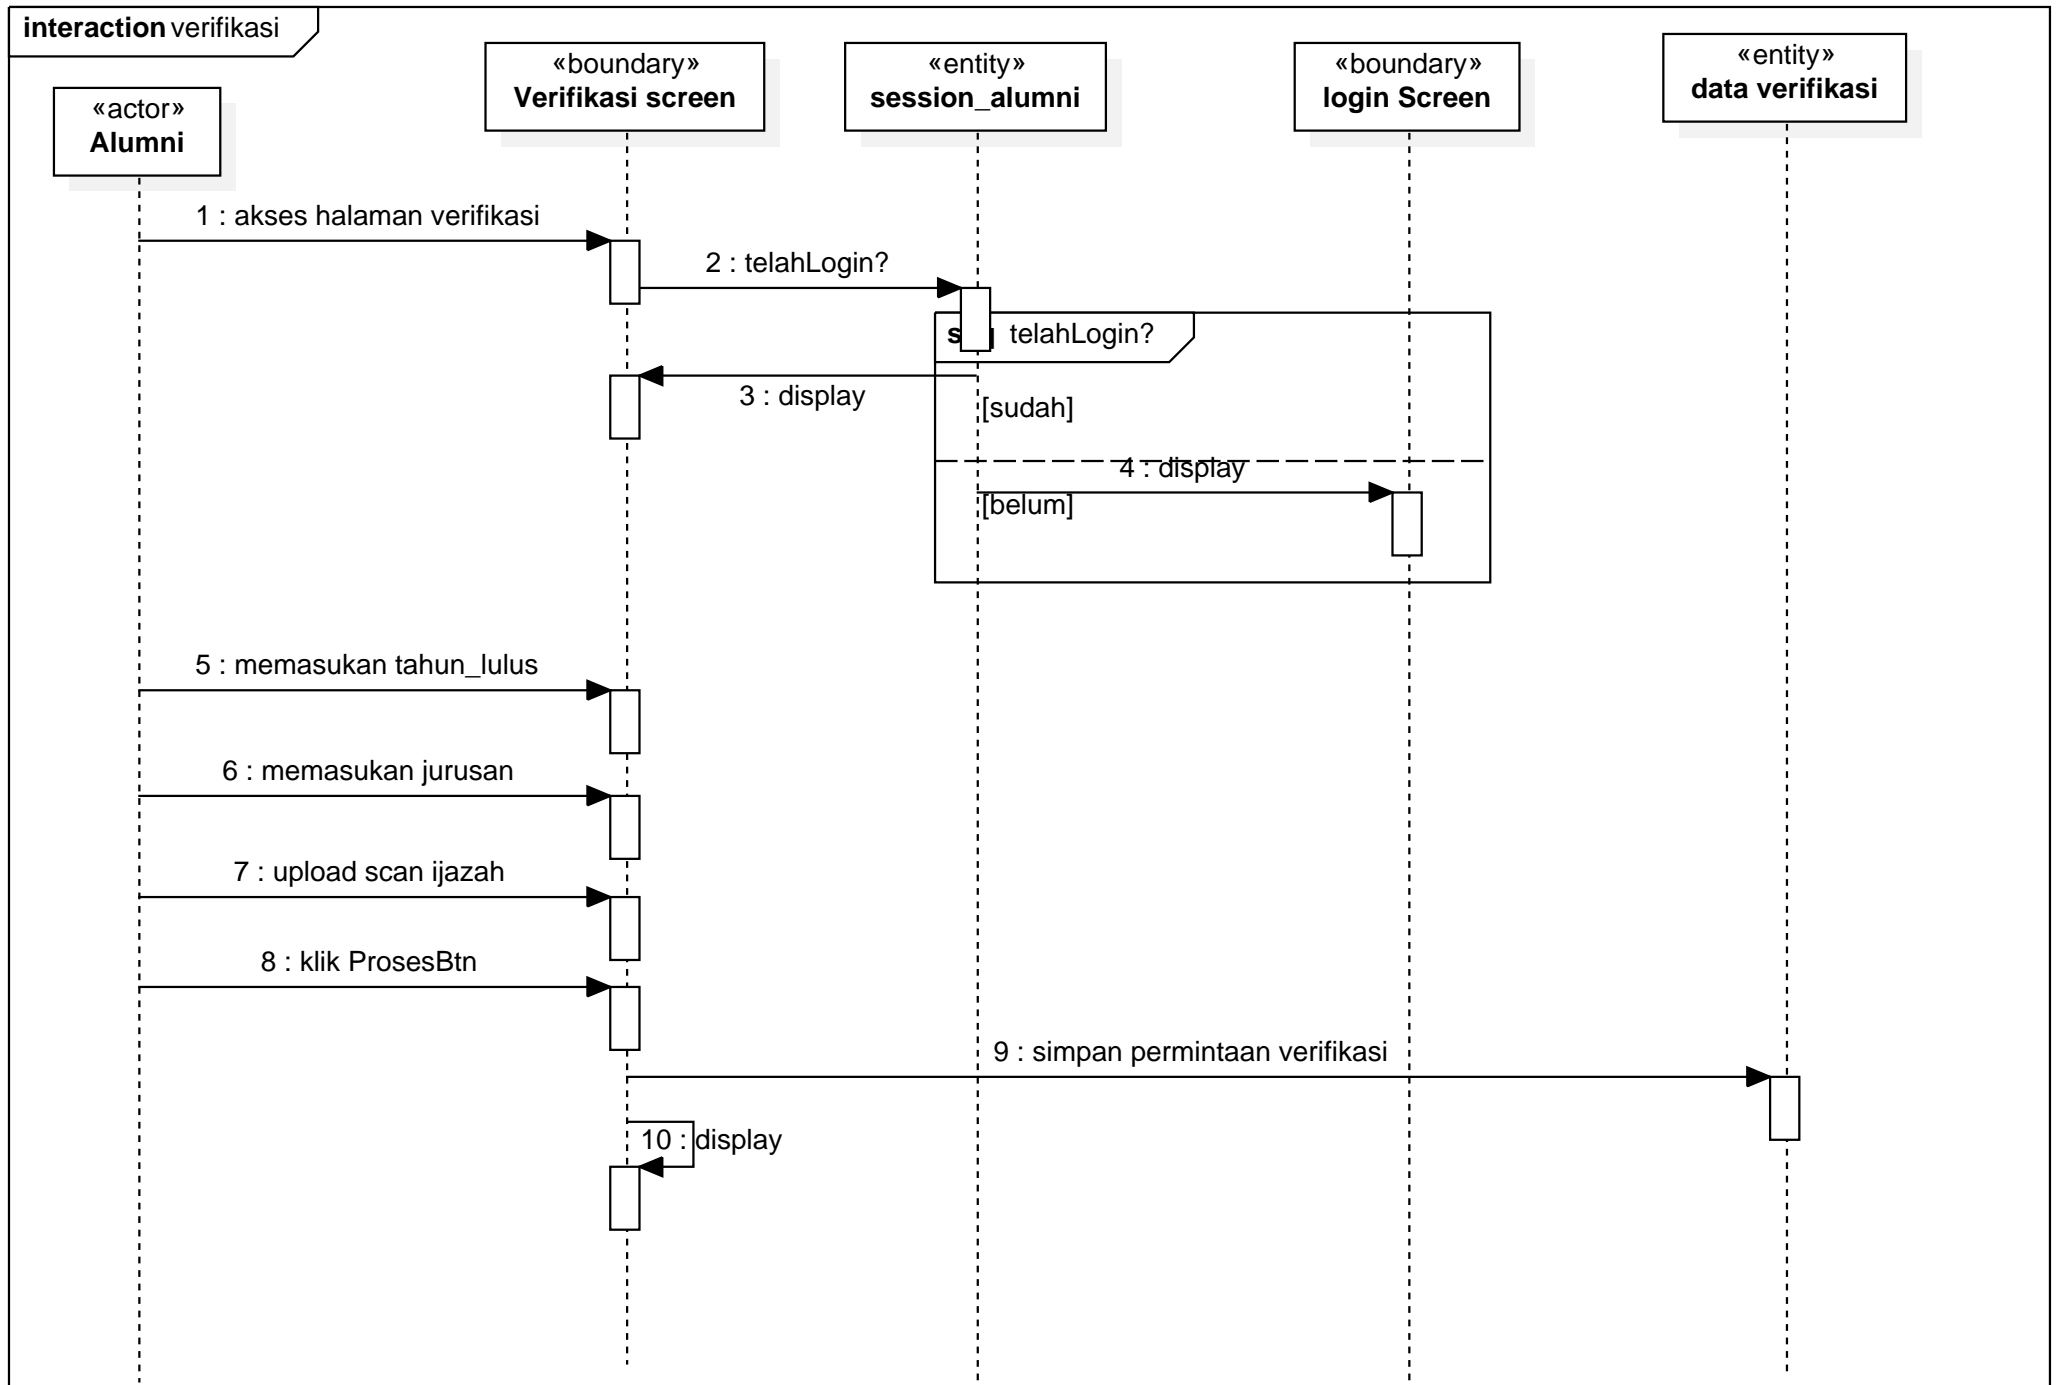 interaction verifikasi
«actor»
Alumni
«boundary»
Verifikasi screen
«entity»
session_alumni
«boundary»
login Screen
«entity»
data verifikasi
1 : akses halaman verifikasi
2 : telahLogin?
telahLogin?
3 : display
[sudah]
4 : display
[belum]
5 : memasukan tahun_lulus
6 : memasukan jurusan
7 : upload scan ijazah
8 : klik ProsesBtn
9 : simpan permintaan verifikasi
10 : display